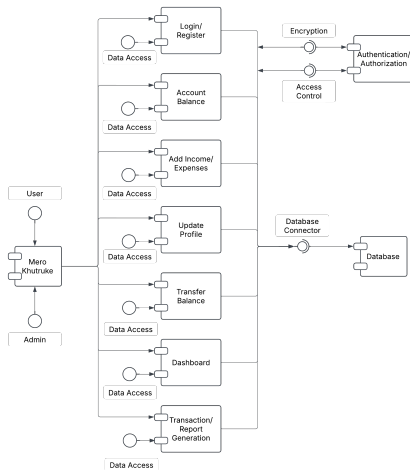 Login/
Register
Data Access
Encryption
Authentication/
Authorization
Access
Control
Account
Balance
Data Access
Add Income/
Expenses
Data Access
User
Update
Profile
Data Access
Database
Connector
Database
Mero
Khutruke
Transfer
Balance
Data Access
Admin
Dashboard
Data Access
Transaction/
Report
Generation
Data Access